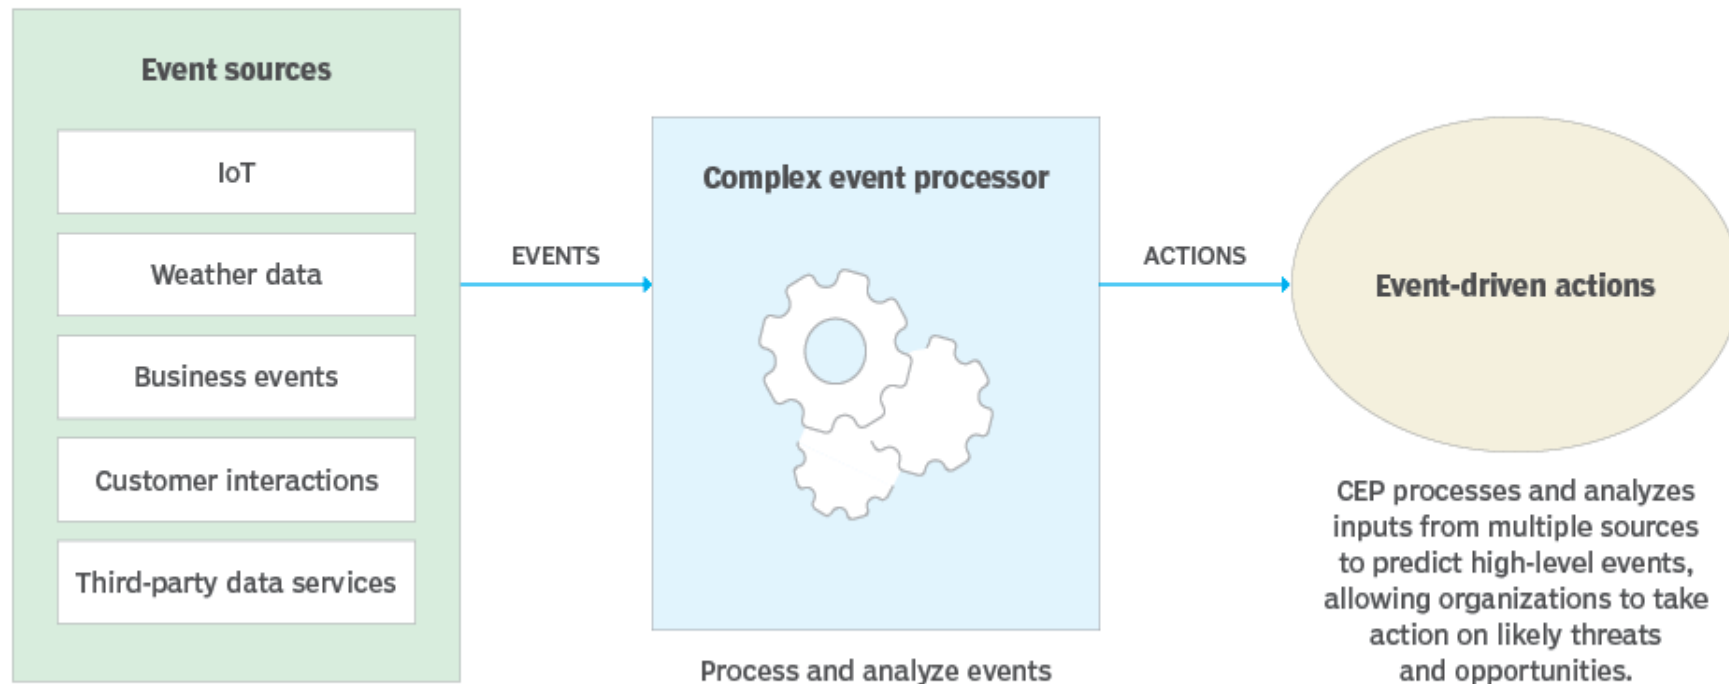 Event sources
IoT
Weather data
Business events
Customer interactions
Third-party data services
EVENTS
Complex event processor
Process and analyze events
ACTIONS
Event-driven actions
CEP processes and analyzes
inputs from multiple sources
to predict high-level events,
allowing organizations to take
action on likely threats
and opportunities.